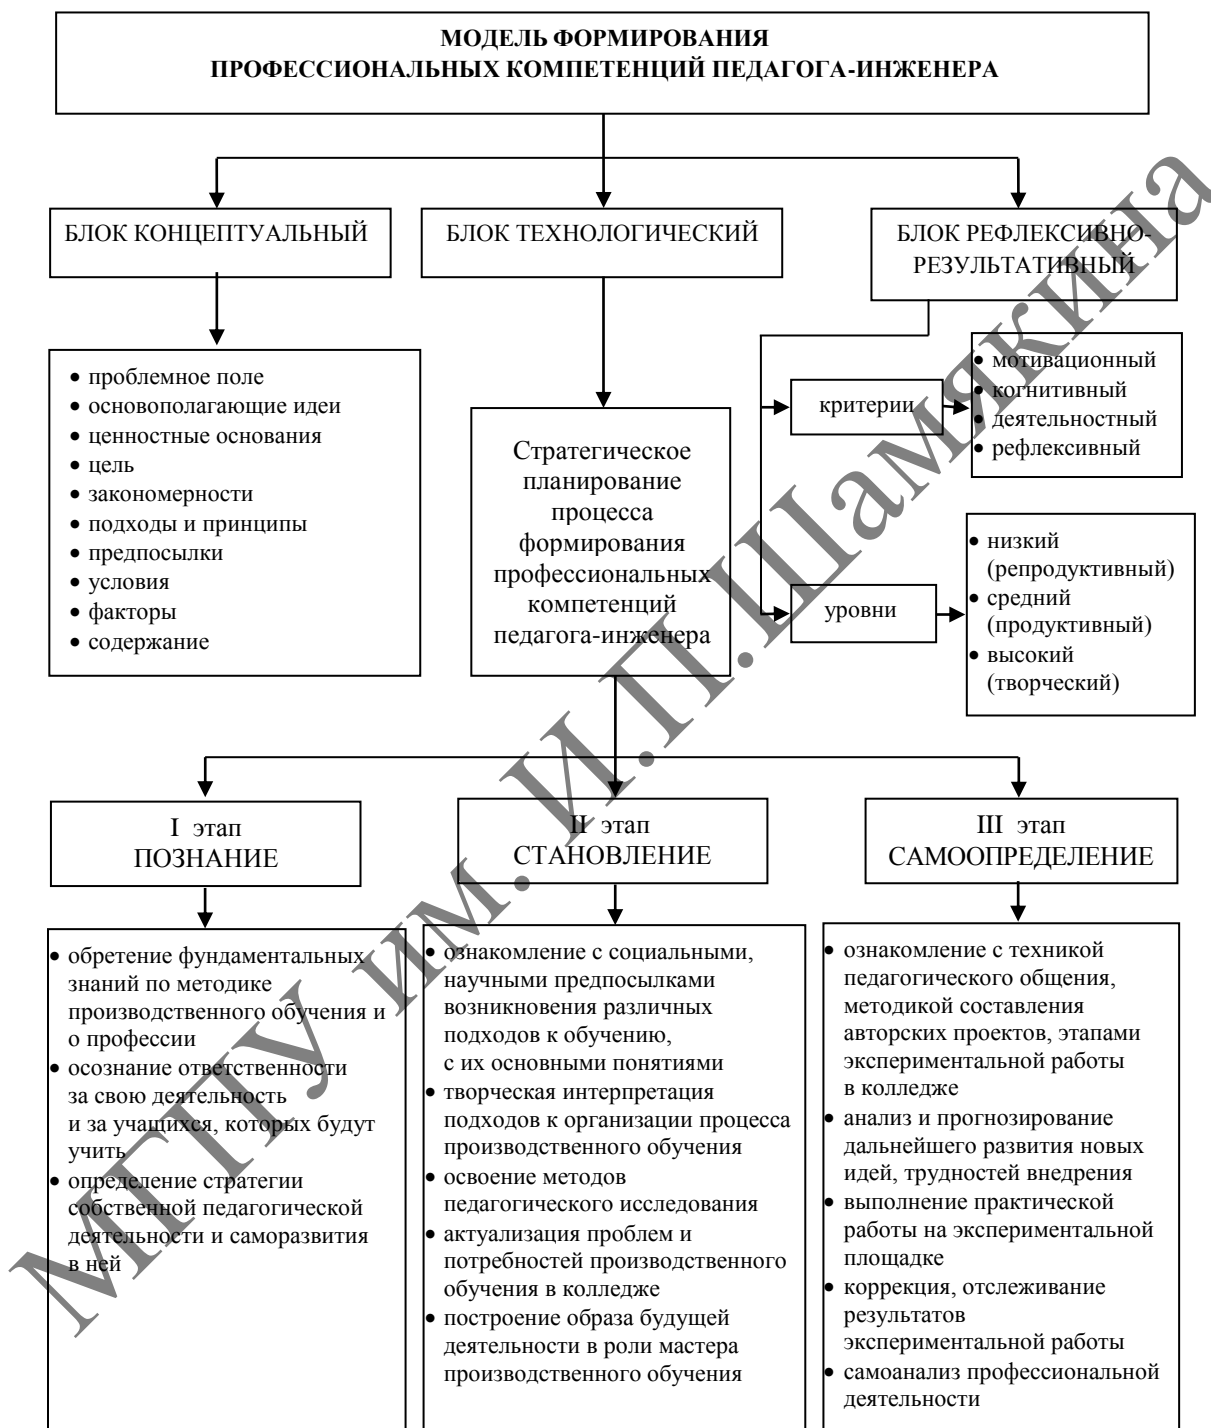 МОДЕЛЬ ФОРМИРОВАНИЯ
ПРОФЕССИОНАЛЬНЫХ КОМПЕТЕНЦИЙ ПЕДАГОГА-ИНЖЕНЕРА
БЛОК КОНЦЕПТУАЛЬНЫЙ
БЛОК ТЕХНОЛОГИЧЕСКИЙ
БЛОК РЕФЛЕКСИВНО-
РЕЗУЛЬТАТИВНЫЙ
• проблемное поле
• основополагающие идеи
• ценностные основания
• цель
• закономерности
• подходы и принципы
• предпосылки
• условия
• факторы
• содержание
Стратегическое
планирование
процесса
формирования
профессиональных
компетенций
педагога-инженера
критерии
• мотивационный
• когнитивный
• деятельностный
• рефлексивный
уровни
• низкий
(репродуктивный)
• средний
(продуктивный)
• высокий
(творческий)
I этап
ПОЗНАНИЕ
II этап
СТАНОВЛЕНИЕ
III этап
САМООПРЕДЕЛЕНИЕ
• обретение фундаментальных
знаний по методике
производственного обучения и
о профессии
• осознание ответственности
за свою деятельность
и за учащихся, которых будут
учить
• определение стратегии
собственной педагогической
деятельности и саморазвития
в ней
• ознакомление с социальными,
научными предпосылками
возникновения различных
подходов к обучению,
с их основными понятиями
• творческая интерпретация
подходов к организации процесса
производственного обучения
• освоение методов
педагогического исследования
• актуализация проблем и
потребностей производственного
обучения в колледже
• построение образа будущей
деятельности в роли мастера
производственного обучения
• ознакомление с техникой
педагогического общения,
методикой составления
авторских проектов, этапами
экспериментальной работы
в колледже
• анализ и прогнозирование
дальнейшего развития новых
идей, трудностей внедрения
• выполнение практической
работы на экспериментальной
площадке
• коррекция, отслеживание
результатов
экспериментальной работы
• самоанализ профессиональной
деятельности
МГПУ им. И.П.Шамякина